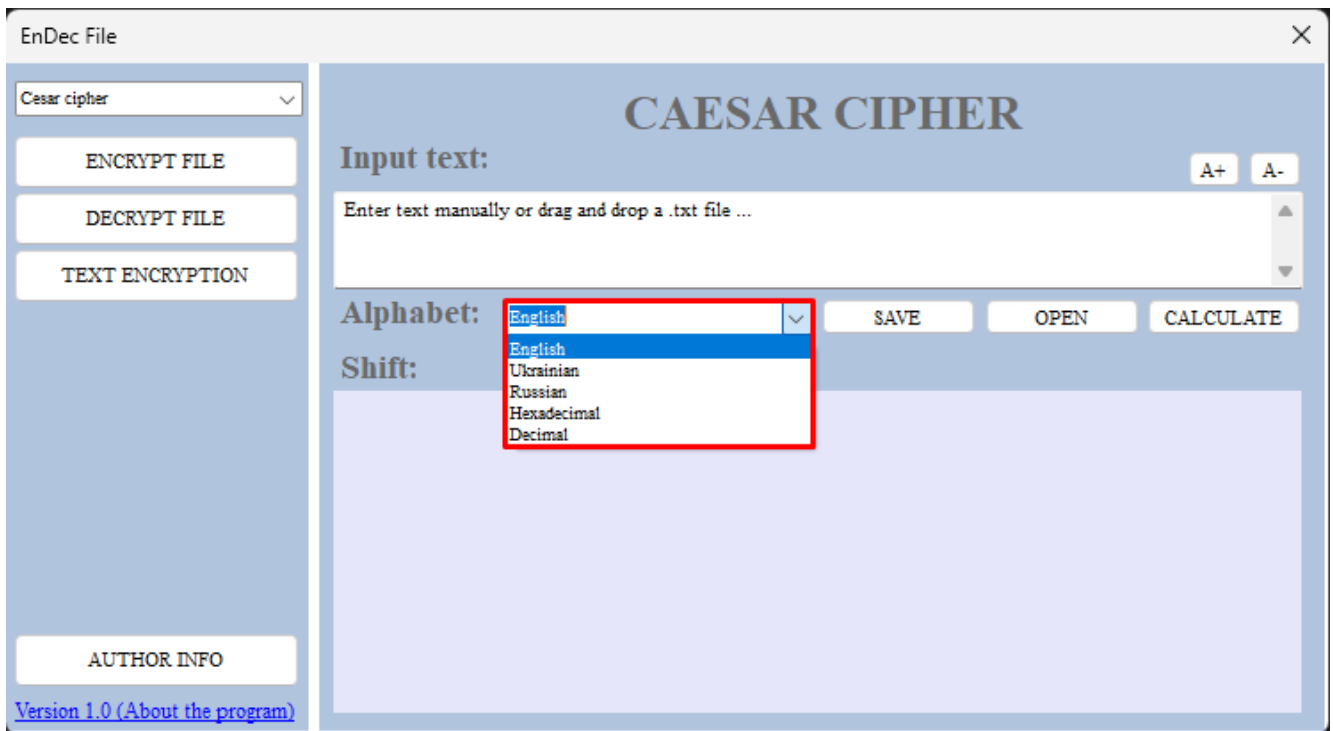 EnDec File
Cesar cipher
ENCRYPT FILE
DECRYPT FILE
TEXT ENCRYPTION
AUTHOR INFO
Version 1.0 (About the program)
CAESAR CIPHER
Input text:
A+ A-
Enter text manually or drag and drop a .txt file ...
Alphabet: English SAVE OPEN CALCULATE
English
Shift:
Ukrainian
Russian
Hexadecimal
Decimal